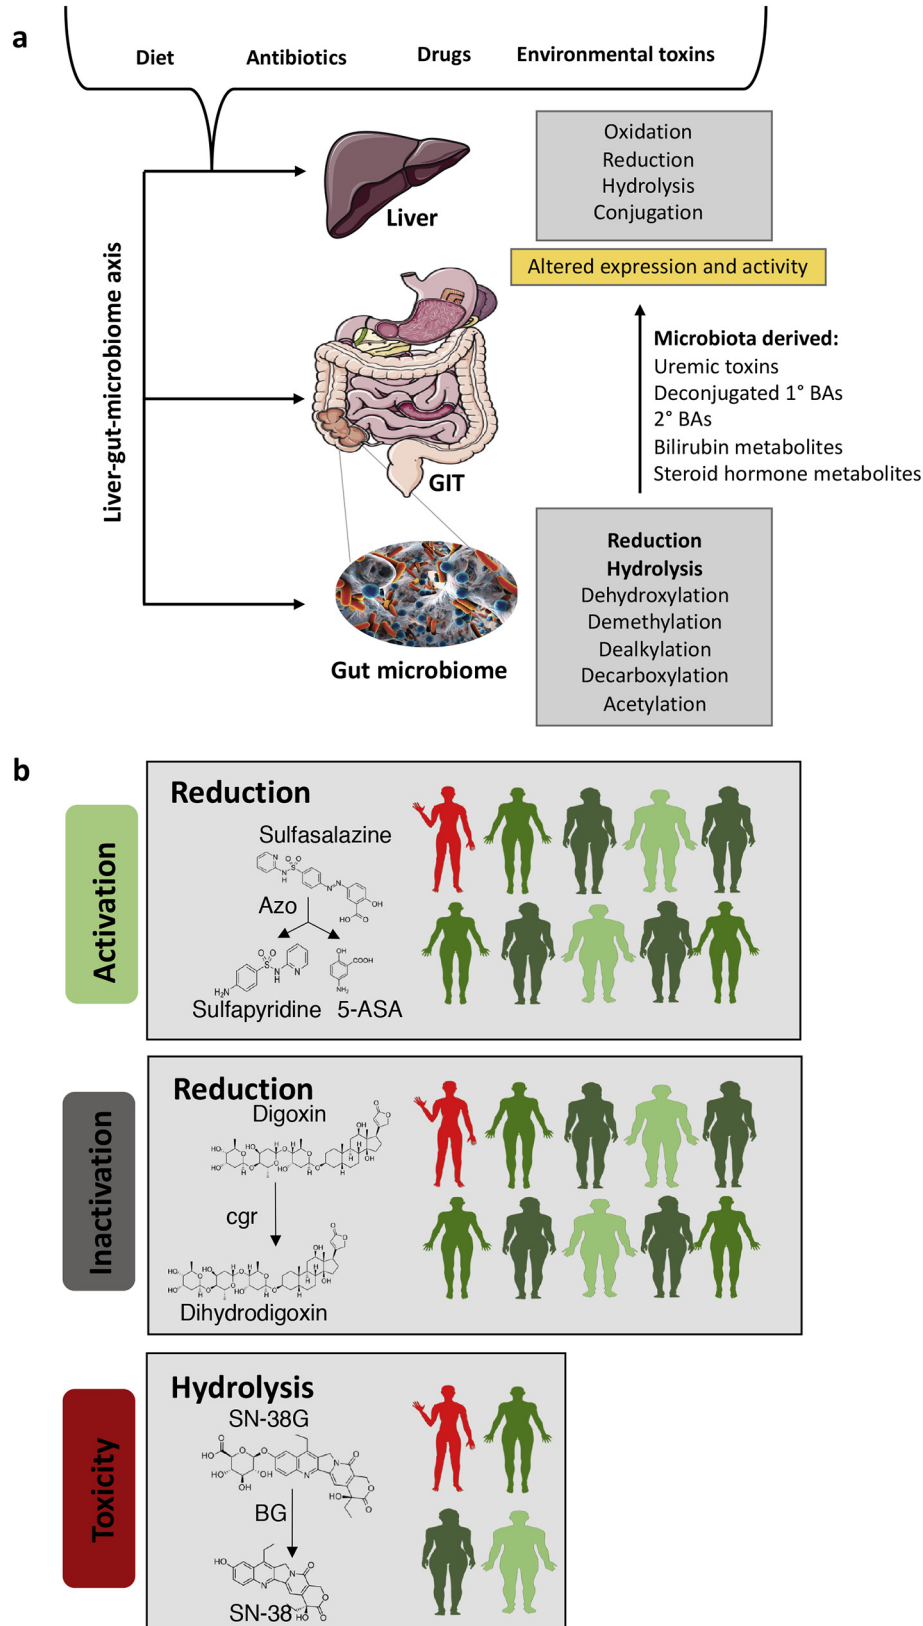 a
Diet Antibiotics Drugs Environmental toxins
Liver-gut-microbiome axis
Liver
Oxidation
Reduction
Hydrolysis
Conjugation
Altered expression and activity
Microbiota derived:
Uremic toxins
Deconjugated 1° BAs
2° BAs
Bilirubin metabolites
Steroid hormone metabolites
GIT
Gut microbiome
Reduction
Hydrolysis
Dehydroxylation
Demethylation
Dealkylation
Decarboxylation
Acetylation
b
Activation
Reduction
Sulfasalazine
Azo
Sulfapyridine 5-ASA
Inactivation
Reduction
Digoxin
cgr
Dihydrodigoxin
Toxicity
Hydrolysis
SN-38G
BG
SN-38